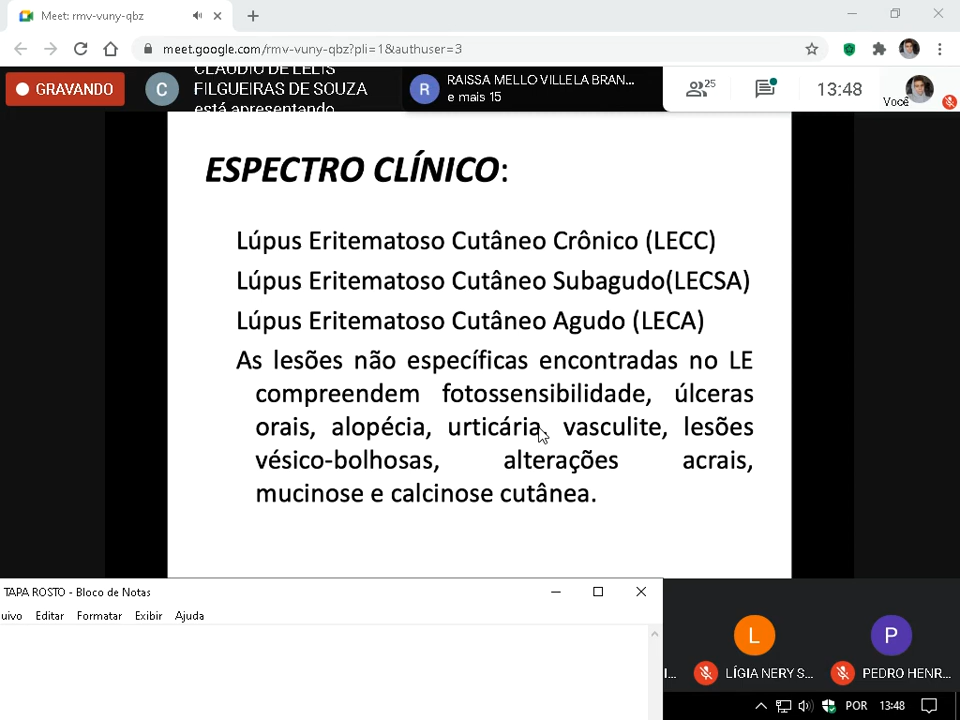 Meet: rmv-vuny-qbz
meet.google.com/rmv-vuny-qbz?pli=1&authuser=3
GRAVANDO
C
CLAUDIO DE LELIS
FILGUEIRAS DE SOUZA
está apresentando
R
RAISSA MELLO VILLELA BRAN...
e mais 15
25
13:48
Você
ESPECTRO CLÍNICO:
Lúpus Eritematoso Cutâneo Crônico (LECC)
Lúpus Eritematoso Cutâneo Subagudo(LECSA)
Lúpus Eritematoso Cutâneo Agudo (LECA)
As lesões não específicas encontradas no LE
compreendem fotossensibilidade, úlceras
orais, alopécia, urticária, vasculite, lesões
vésico-bolhosas, alterações acrais,
mucinose e calcinose cutânea.
TAPA ROSTO - Bloco de Notas
uivo Editar Formatar Exibir Ajuda
L
P
I...
LÍGIA NERY S...
PEDRO HENR...
POR
13:48